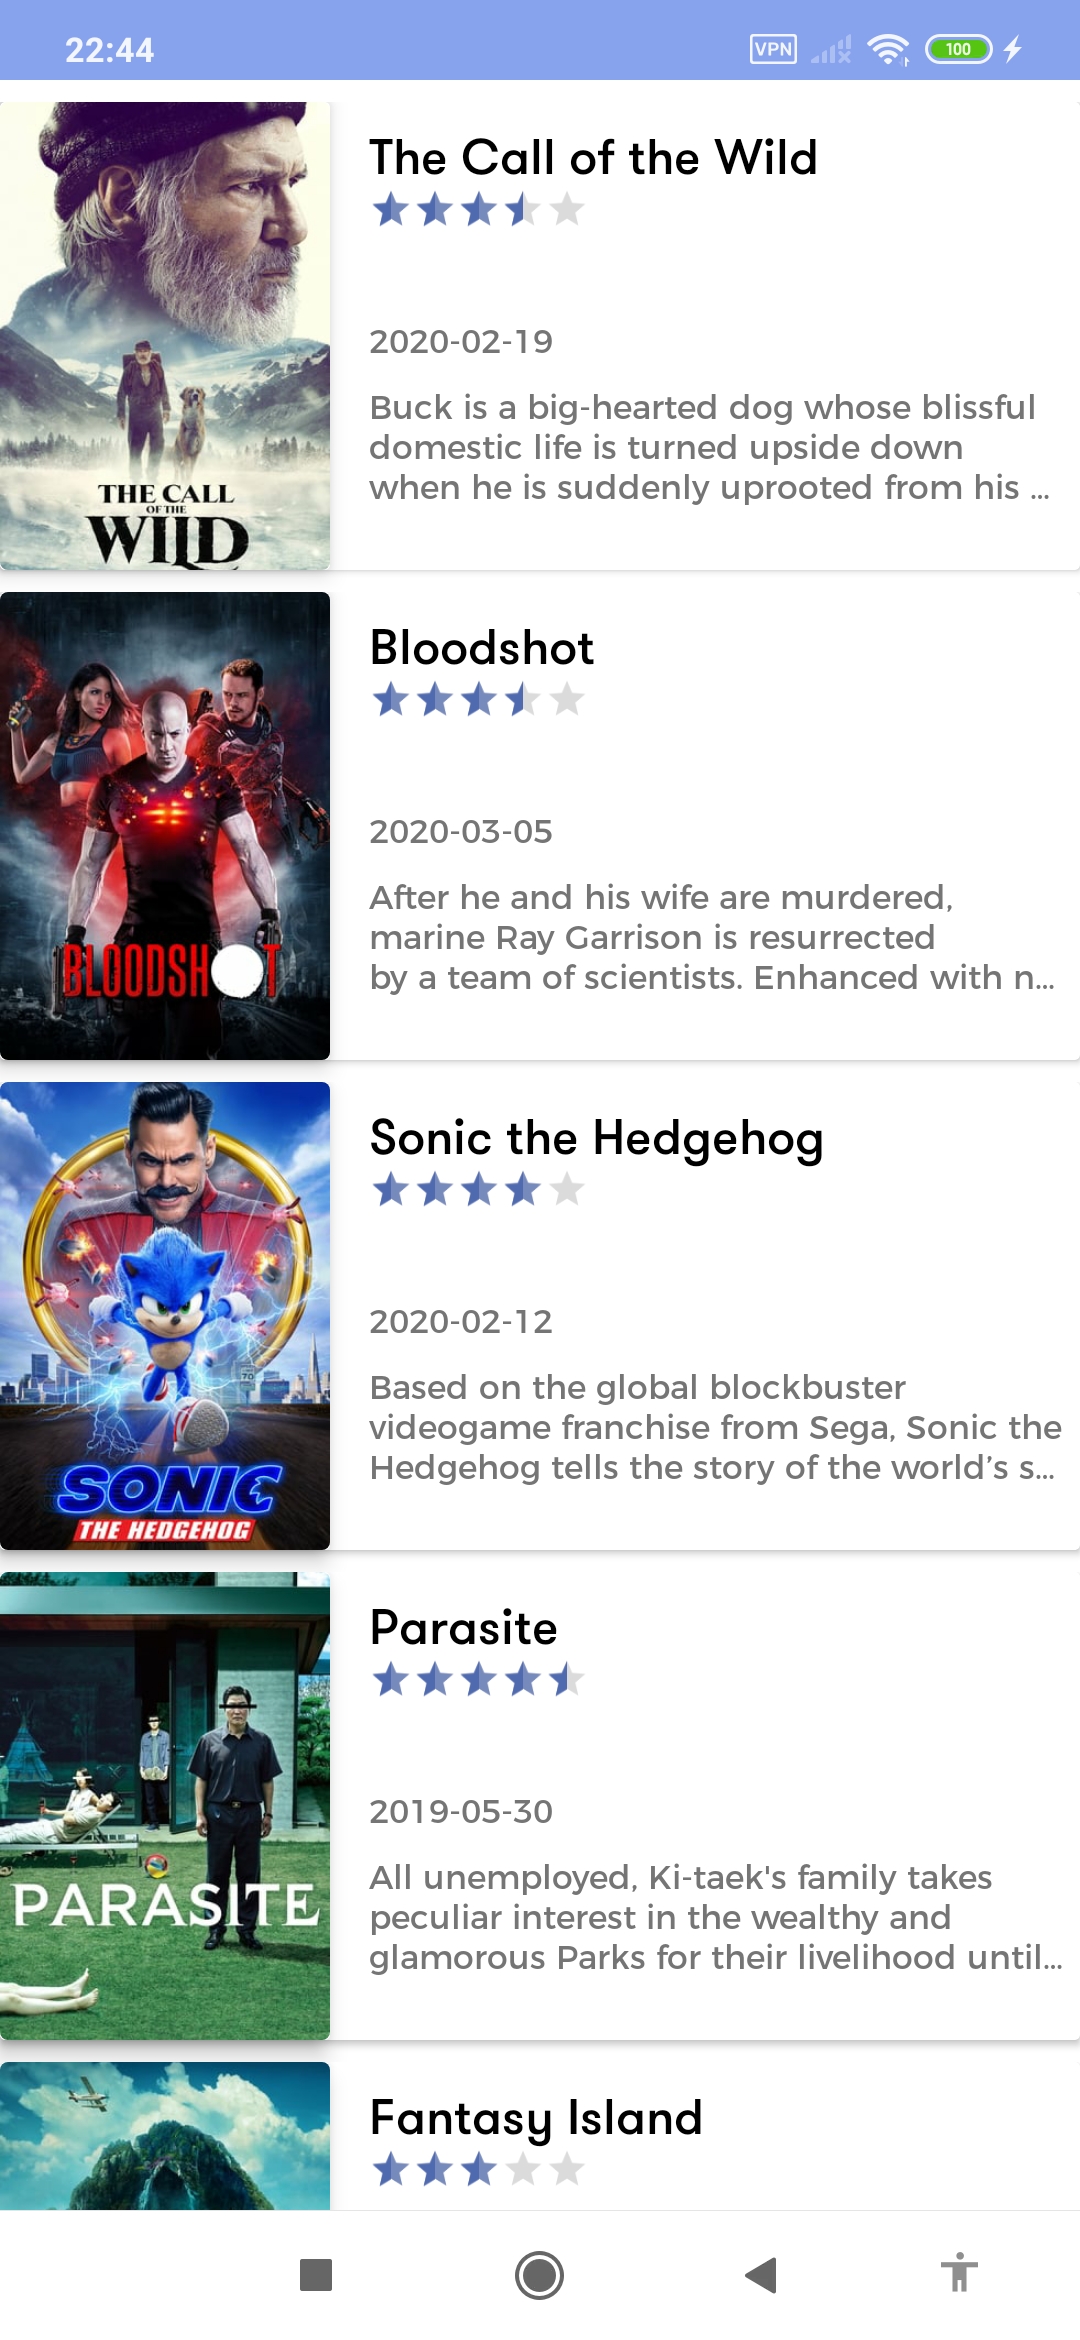 22:44 VPN 100
The Call of the Wild
2020-02-19
Buck is a big-hearted dog whose blissful
domestic life is turned upside down
when he is suddenly uprooted from his ...
THE CALL
OF THE
WILD
Bloodshot
2020-03-05
After he and his wife are murdered,
marine Ray Garrison is resurrected
by a team of scientists. Enhanced with n...
BLOODSHOT
Sonic the Hedgehog
2020-02-12
Based on the global blockbuster
videogame franchise from Sega, Sonic the
Hedgehog tells the story of the world’s s...
70
SONIC
THE HEDGEHOG
Parasite
2019-05-30
All unemployed, Ki-taek's family takes
peculiar interest in the wealthy and
glamorous Parks for their livelihood until...
PARASITE
Fantasy Island